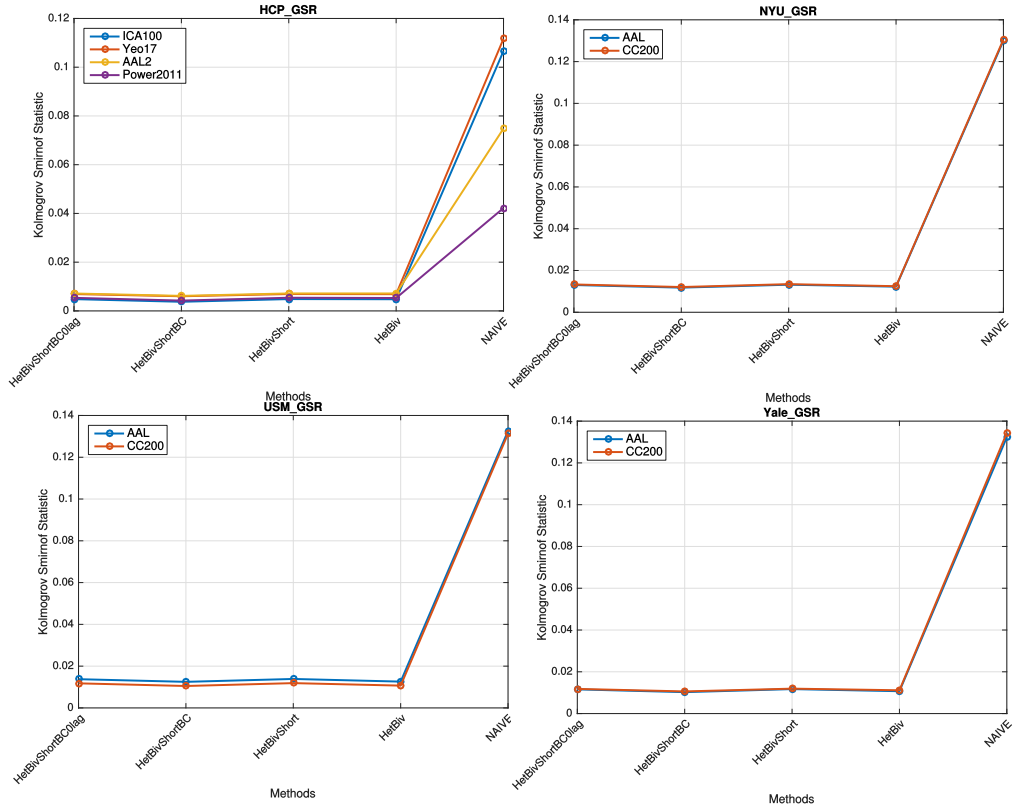 HCP_GSR
Kolmogrov Smirnof Statistic
0.12
0.1
0.08
0.06
0.04
0.02
0
ICA100
Yeo17
AAL2
Power2011
HetBivShortBC0lag
HetBivShortBC
HetBivShort
HetBiv
NAIVE
Methods
NYU_GSR
Kolmogrov Smirnof Statistic
0.14
0.12
0.1
0.08
0.06
0.04
0.02
0
AAL
CC200
HetBivShortBC0lag
HetBivShortBC
HetBivShort
HetBiv
NAIVE
Methods
USM_GSR
Kolmogrov Smirnof Statistic
0.14
0.12
0.1
0.08
0.06
0.04
0.02
0
AAL
CC200
HetBivShortBC0lag
HetBivShortBC
HetBivShort
HetBiv
NAIVE
Methods
Yale_GSR
Kolmogrov Smirnof Statistic
0.14
0.12
0.1
0.08
0.06
0.04
0.02
0
AAL
CC200
HetBivShortBC0lag
HetBivShortBC
HetBivShort
HetBiv
NAIVE
Methods